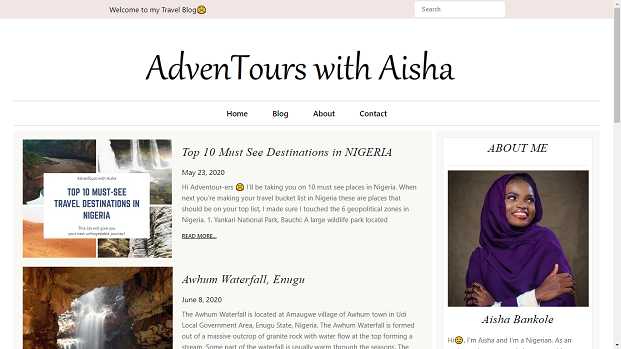 Welcome to my Travel Blog
Search
AdvenTours with Aisha
Home Blog About Contact
AdvenTours with Aisha
TOP 10 MUST-SEE
TRAVEL DESTINATIONS IN
NIGERIA
This list will give you
your next unforgettable journey!
Top 10 Must See Destinations in NIGERIA
May 23, 2020
Hi Adventour-ers I'll be taking you on 10 must see places in Nigeria. When
next you're making your travel bucket list in Nigeria these are places that
should be on your top list, I made sure I touched the 6 geopolitical zones in
Nigeria. 1. Yankari National Park, Bauchi: A large wildlife park located
READ MORE...
Awhum Waterfall, Enugu
June 8, 2020
The Awhum Waterfall is located at Amaugwe village of Awhum town in Udi
Local Government Area, Enugu State, Nigeria. The Awhum Waterfall is formed
out of a massive outcrop of granite rock with water flow at the top forming a
stream. Some part of the waterfall is usually warm through the seasons. The
ABOUT ME
Aisha Bankole
Hi, I'm Aisha and I'm a Nigerian. As an